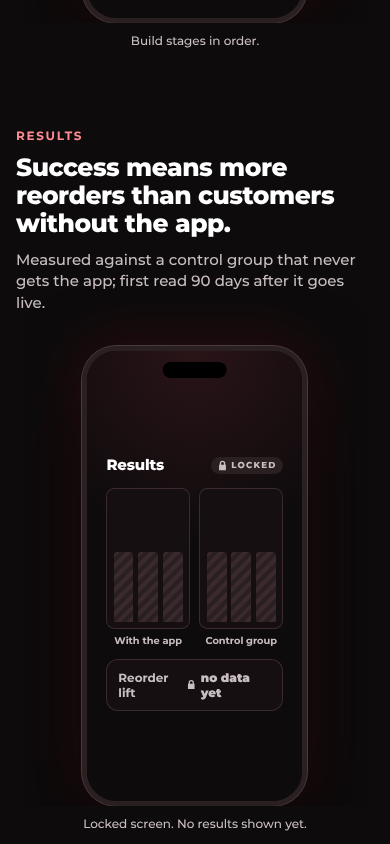 Build stages in order.
RESULTS
Success means more
reorders than customers
without the app.
Measured against a control group that never
gets the app; first read 90 days after it goes
live.
Results
LOCKED
With the app
Control group
Reorder
lift
no data
yet
Locked screen. No results shown yet.